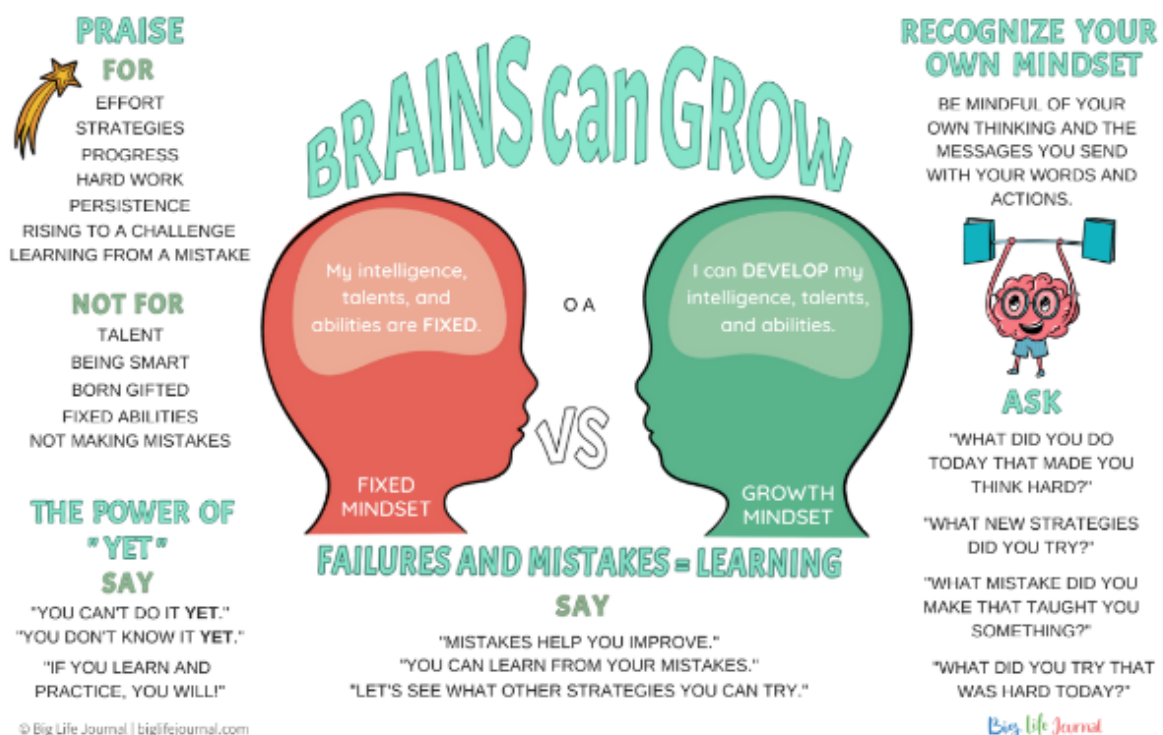 BRAINS can GROW
PRAISE
FOR
EFFORT
STRATEGIES
PROGRESS
HARD WORK
PERSISTENCE
RISING TO A CHALLENGE
LEARNING FROM A MISTAKE
NOT FOR
TALENT
BEING SMART
BORN GIFTED
FIXED ABILITIES
NOT MAKING MISTAKES
THE POWER OF
"YET"
SAY
"YOU CAN'T DO IT YET."
"YOU DON'T KNOW IT YET."
"IF YOU LEARN AND
PRACTICE, YOU WILL!"
My intelligence,
talents, and
abilities are FIXED.
FIXED
MINDSET
O A
VS
I can DEVELOP my
intelligence, talents,
and abilities.
GROWTH
MINDSET
FAILURES AND MISTAKES = LEARNING
SAY
"MISTAKES HELP YOU IMPROVE."
"YOU CAN LEARN FROM YOUR MISTAKES."
"LET'S SEE WHAT OTHER STRATEGIES YOU CAN TRY."
RECOGNIZE YOUR
OWN MINDSET
BE MINDFUL OF YOUR
OWN THINKING AND THE
MESSAGES YOU SEND
WITH YOUR WORDS AND
ACTIONS.
ASK
"WHAT DID YOU DO
TODAY THAT MADE YOU
THINK HARD?"
"WHAT NEW STRATEGIES
DID YOU TRY?"
"WHAT MISTAKE DID YOU
MAKE THAT TAUGHT YOU
SOMETHING?"
"WHAT DID YOU TRY THAT
WAS HARD TODAY?"
© Big Life Journal | biglifejournal.com
Big Life Journal